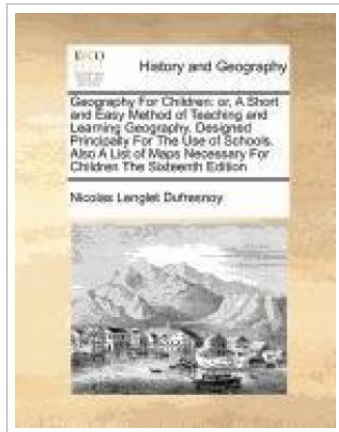 ECCO
History and Geography
Geography For Children: or, A Short
and Easy Method of Teaching and
Learning Geography. Designed
Principally For The Use of Schools.
Also A List of Maps Necessary For
Children The Sixteenth Edition
Nicolas Lenglet Dufresnoy